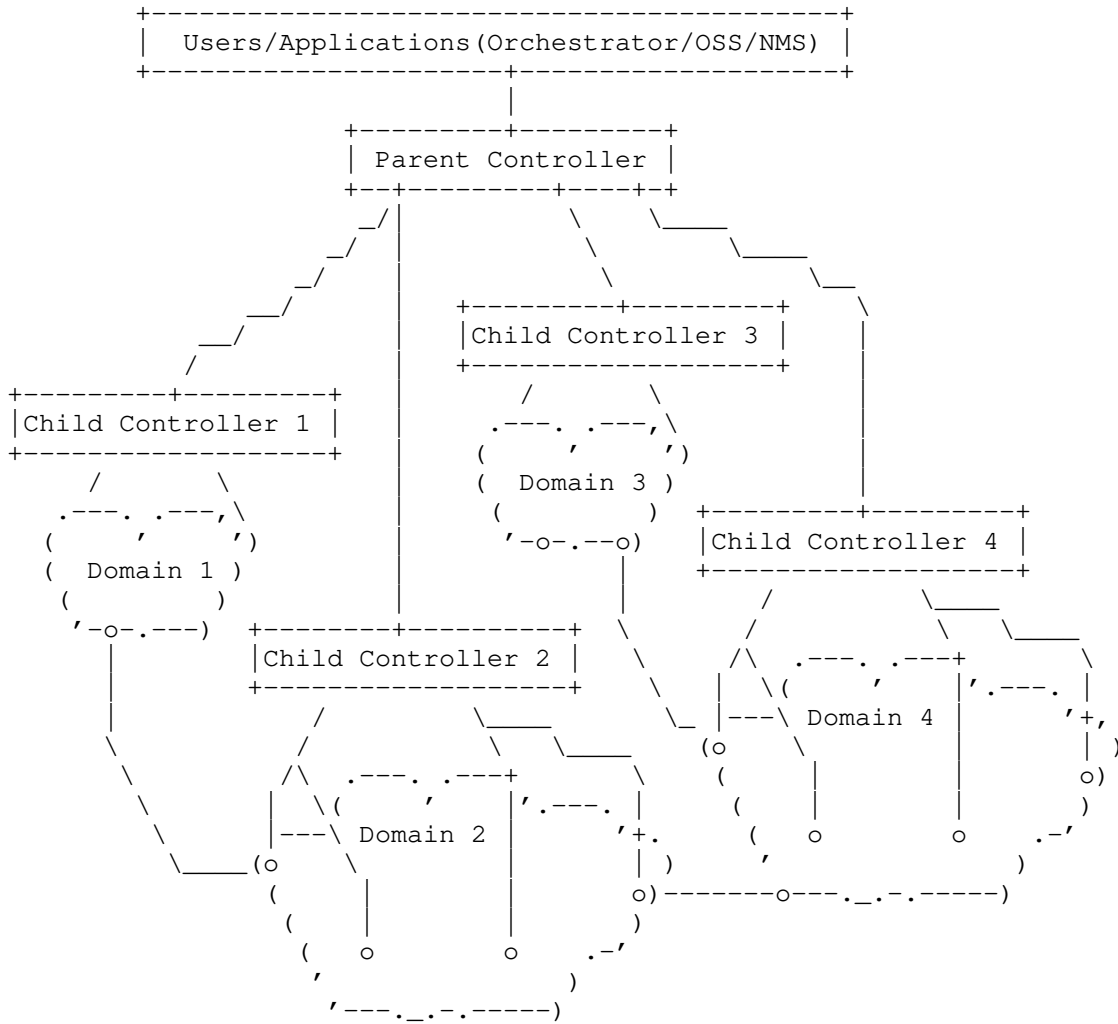 Users/Applications(Orchestrator/OSS/NMS)
Parent Controller
Child Controller 3
Child Controller 1
Domain 3
Child Controller 4
Domain 1
Child Controller 2
Domain 4
Domain 2